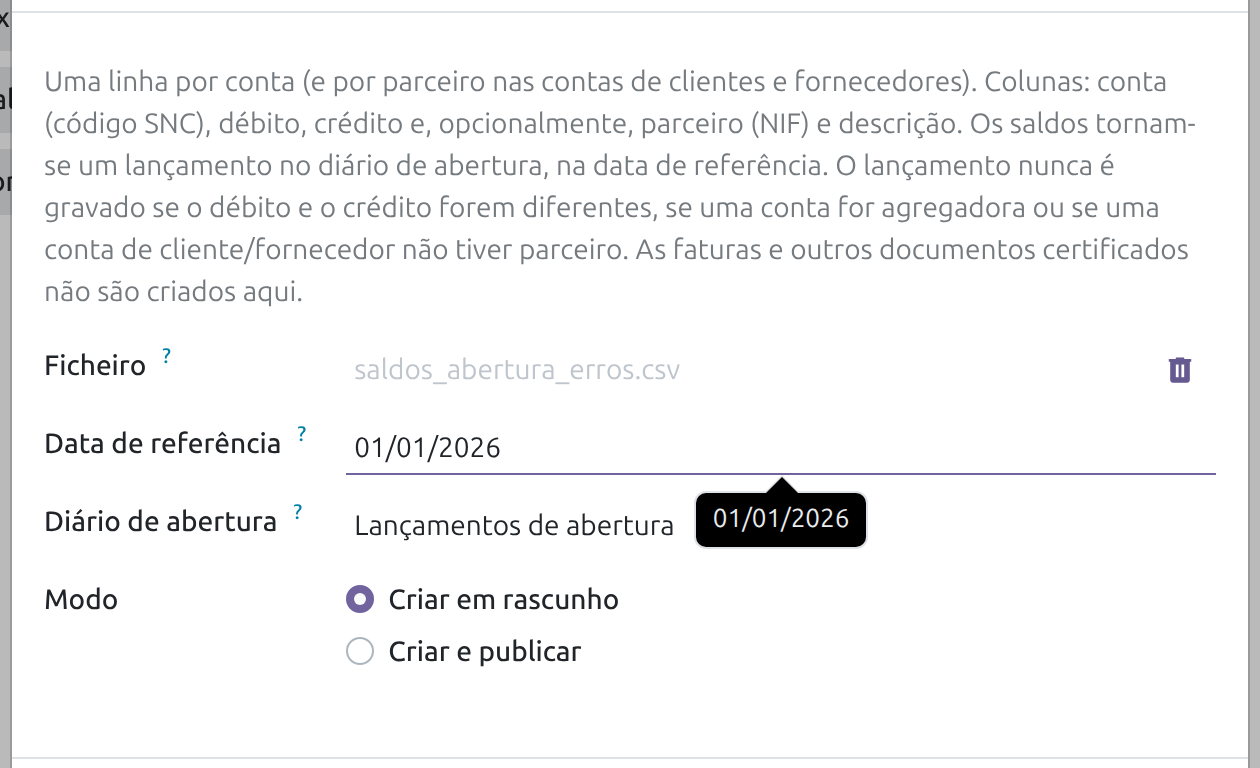 Uma linha por conta (e por parceiro nas contas de clientes e fornecedores). Colunas: conta
(código SNC), débito, crédito e, opcionalmente, parceiro (NIF) e descrição. Os saldos tornam-
se um lançamento no diário de abertura, na data de referência. O lançamento nunca é
gravado se o débito e o crédito forem diferentes, se uma conta for agregadora ou se uma
conta de cliente/fornecedor não tiver parceiro. As faturas e outros documentos certificados
não são criados aqui.
Ficheiro ? saldos_abertura_erros.csv
Data de referência ? 01/01/2026
Diário de abertura ? Lançamentos de abertura
01/01/2026
Modo
Criar em rascunho
Criar e publicar